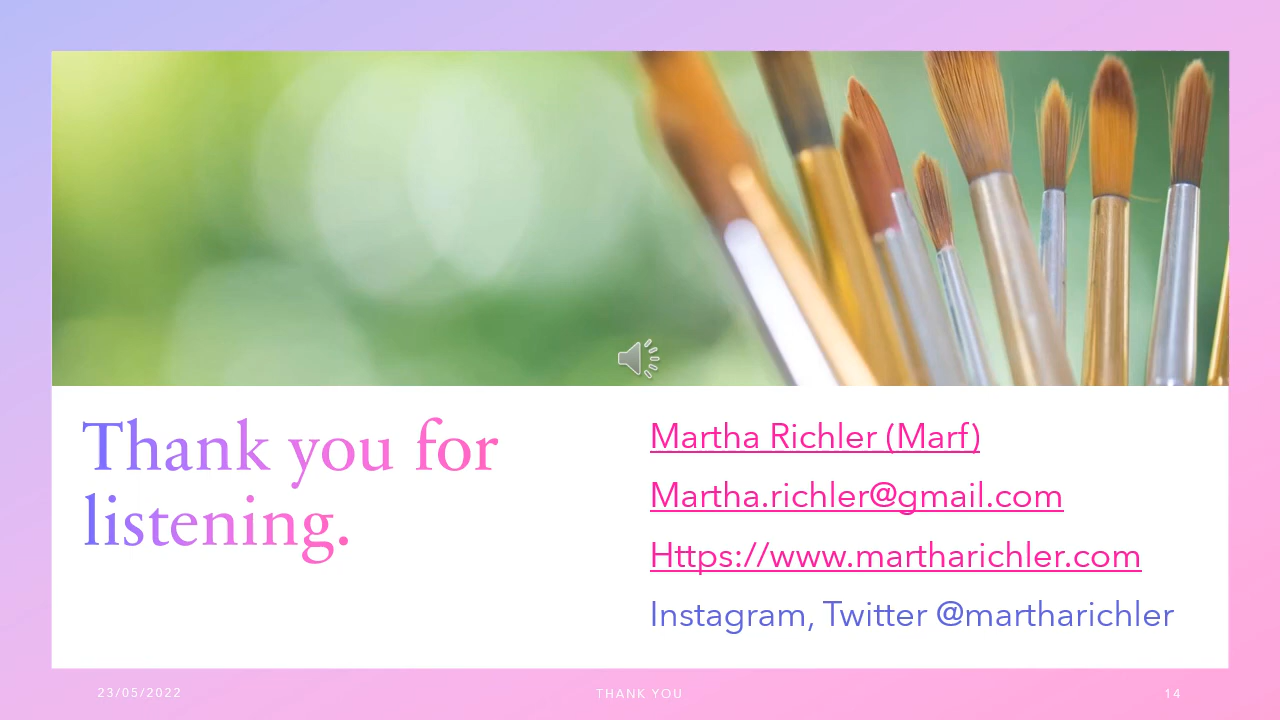 Thank you for
listening.
Martha Richler (Marf)
Martha.richler@gmail.com
Https://www.martharichler.com
Instagram, Twitter @martharichler
23/05/2022
THANK YOU
14